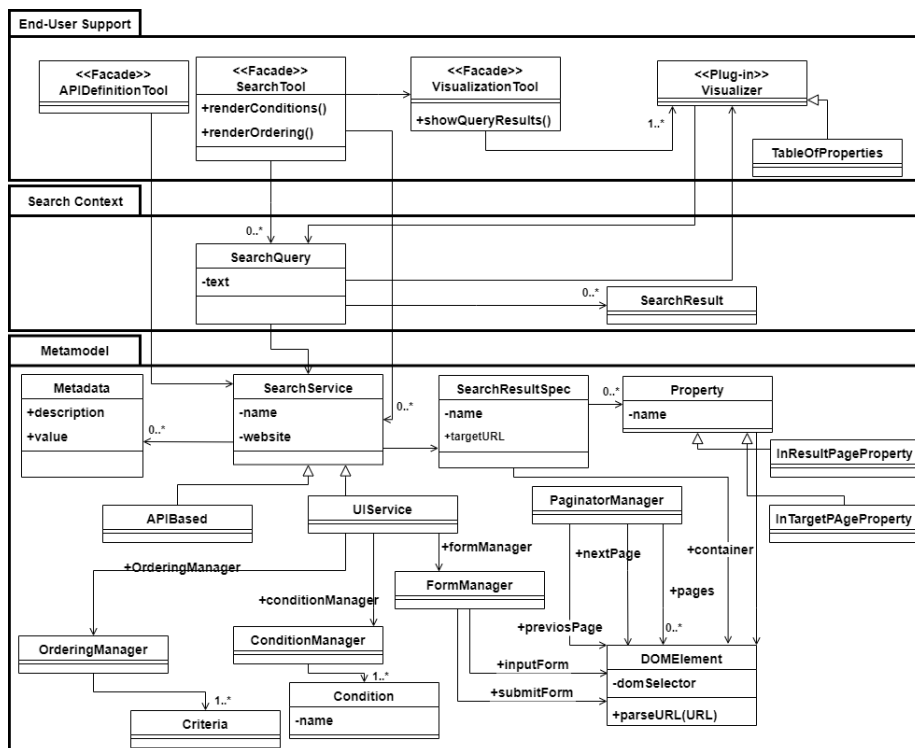 End-User Support
<<Facade>>
APIDefinitionTool
<<Facade>>
SearchTool
+renderConditions()
+renderOrdering()
<<Facade>>
VisualizationTool
+showQueryResults()
<<Plug-in>>
Visualizer
1..*
TableOfProperties
Search Context
0..*
SearchQuery
-text
0..*
SearchResult
Metamodel
Metadata
+description
+value
0..*
SearchService
-name
-website
0..*
SearchResultSpec
-name
+targetURL
0..*
Property
-name
InResultPageProperty
InTargetPAgeProperty
APIBased
UIService
PaginatorManager
+OrderingManager
+formManager
+nextPage
+container
+conditionManager
FormManager
+pages
+previosPage
0..*
OrderingManager
ConditionManager
+inputForm
+submitForm
DOMElement
-domSelector
+parseURL(URL)
1..*
1..*
Criteria
Condition
-name